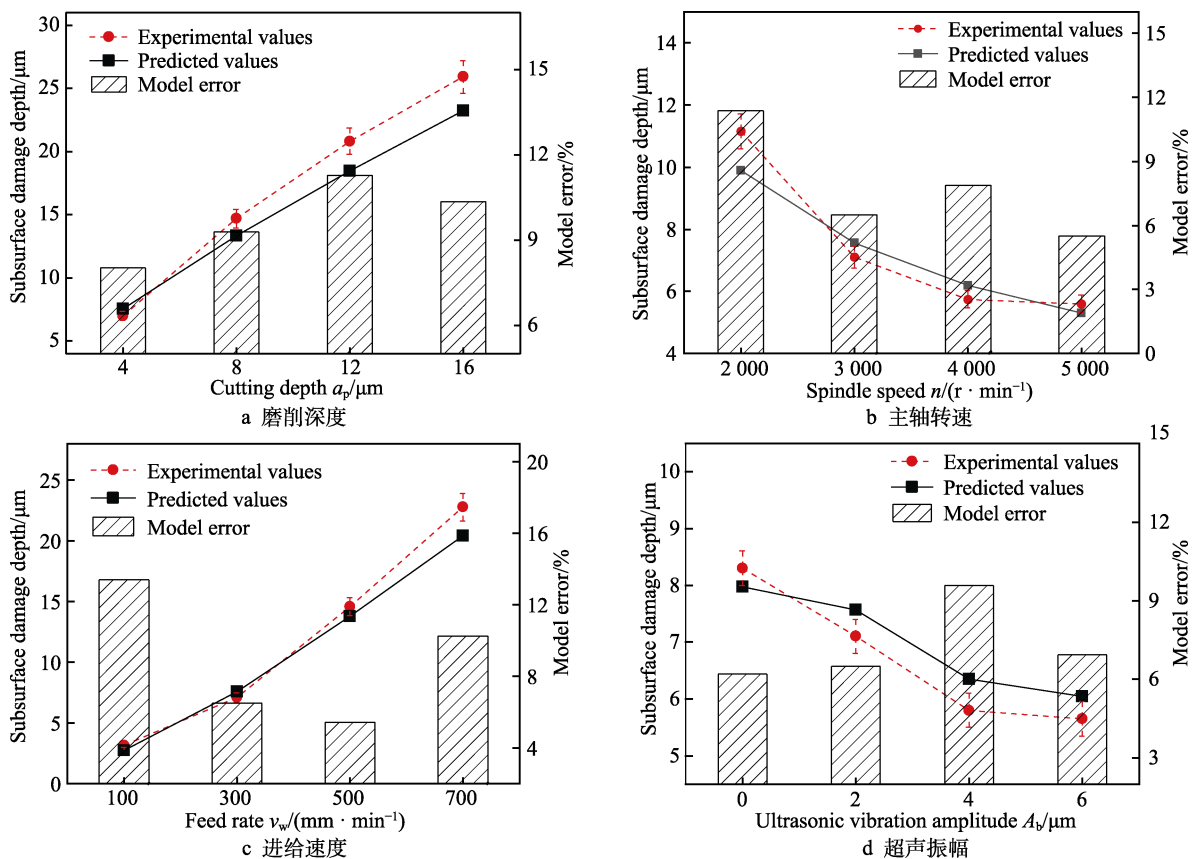 30
25
20
15
10
5
Subsurface damage depth/μm
Experimental values
Predicted values
Model error
15
12
9
6
Model error/%
4 8 12 16
Cutting depth aₚ/μm
a 磨削深度
14
12
10
8
6
4
Subsurface damage depth/μm
Experimental values
Predicted values
Model error
15
12
9
6
3
0
Model error/%
2 000 3 000 4 000 5 000
Spindle speed n/(r · min⁻¹)
b 主轴转速
25
20
15
10
5
0
Subsurface damage depth/μm
Experimental values
Predicted values
Model error
20
16
12
8
4
Model error/%
100 300 500 700
Feed rate v_w/(mm · min⁻¹)
c 进给速度
10
9
8
7
6
5
Subsurface damage depth/μm
Experimental values
Predicted values
Model error
15
12
9
6
3
Model error/%
0 2 4 6
Ultrasonic vibration amplitude A_b/μm
d 超声振幅